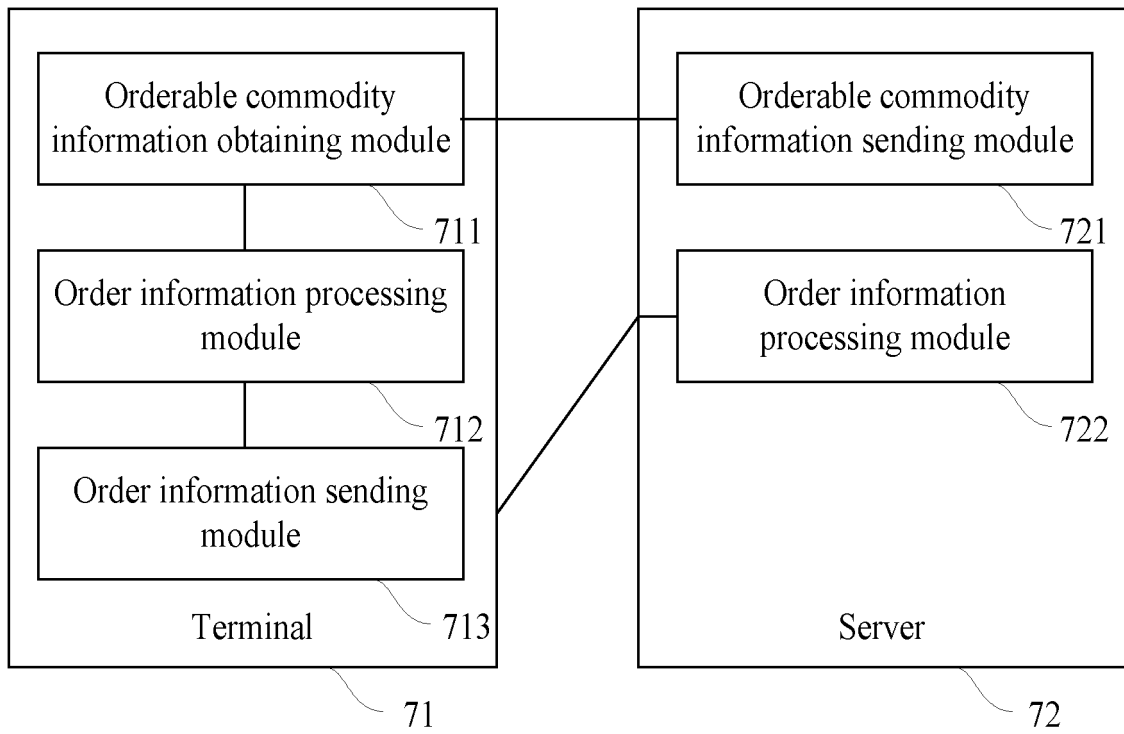 Orderable commodity
information obtaining module
711
Order information processing
module
712
Order information sending
module
713
Terminal
71
Orderable commodity
information sending module
721
Order information
processing module
722
Server
72